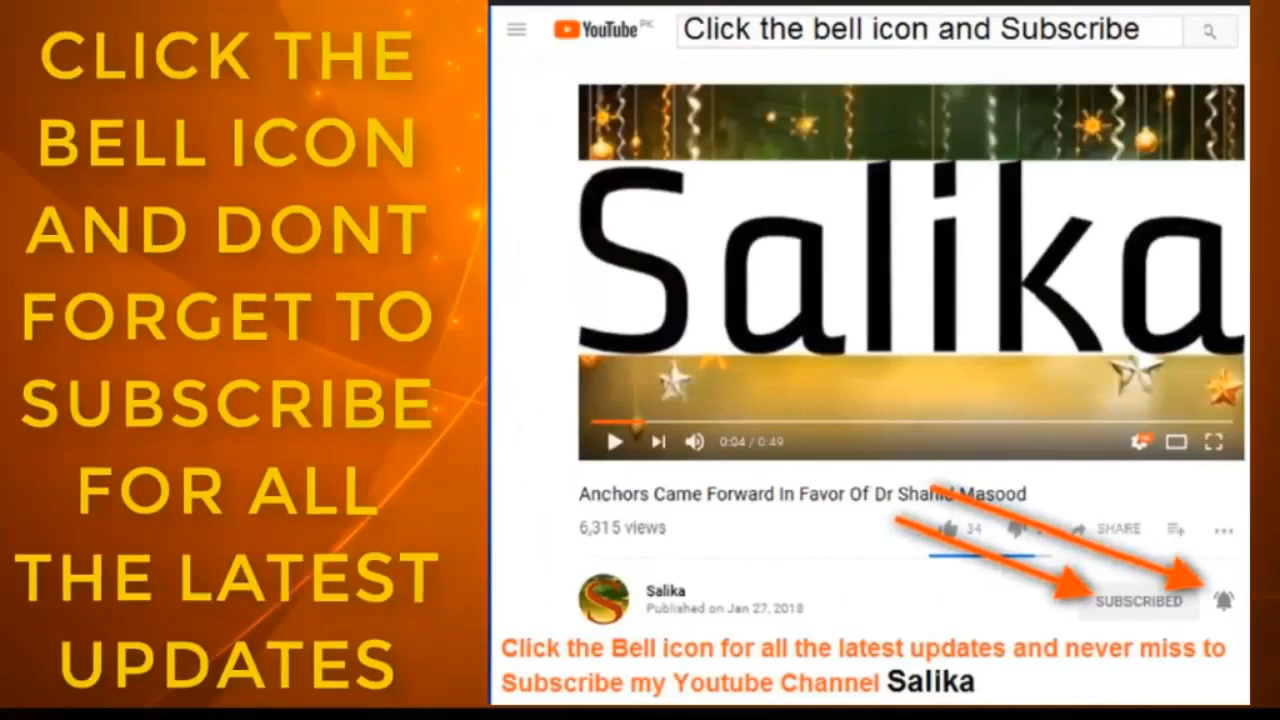 CLICK THE
BELL ICON
AND DONT
FORGET TO
SUBSCRIBE
FOR ALL
THE LATEST
UPDATES
YouTube PK
Click the bell icon and Subscribe
Salika
0:04 / 0:49
Anchors Came Forward In Favor Of Dr Shahid Masood
6,315 views
34
SHARE
Salika
Published on Jan 27, 2018
SUBSCRIBED
Click the Bell icon for all the latest updates and never miss to
Subscribe my Youtube Channel Salika